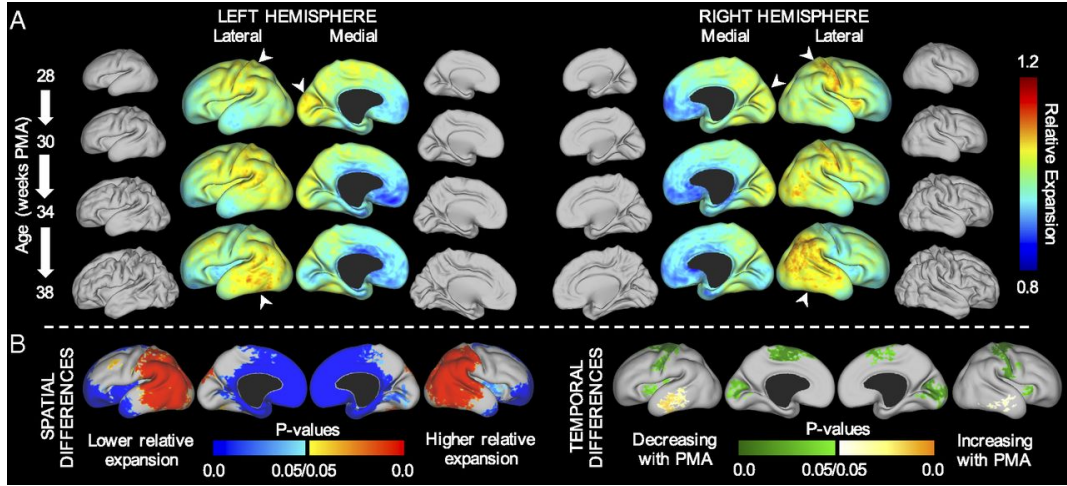 A
LEFT HEMISPHERE
Lateral
Medial
RIGHT HEMISPHERE
Medial
Lateral
Age (weeks PMA)
28
30
34
38
1.2
Relative Expansion
0.8
B
SPATIAL
DIFFERENCES
Lower relative
expansion
P-values
0.0
0.05/0.05
0.0
Higher relative
expansion
TEMPORAL
DIFFERENCES
Decreasing
with PMA
P-values
0.0
0.05/0.05
0.0
Increasing
with PMA